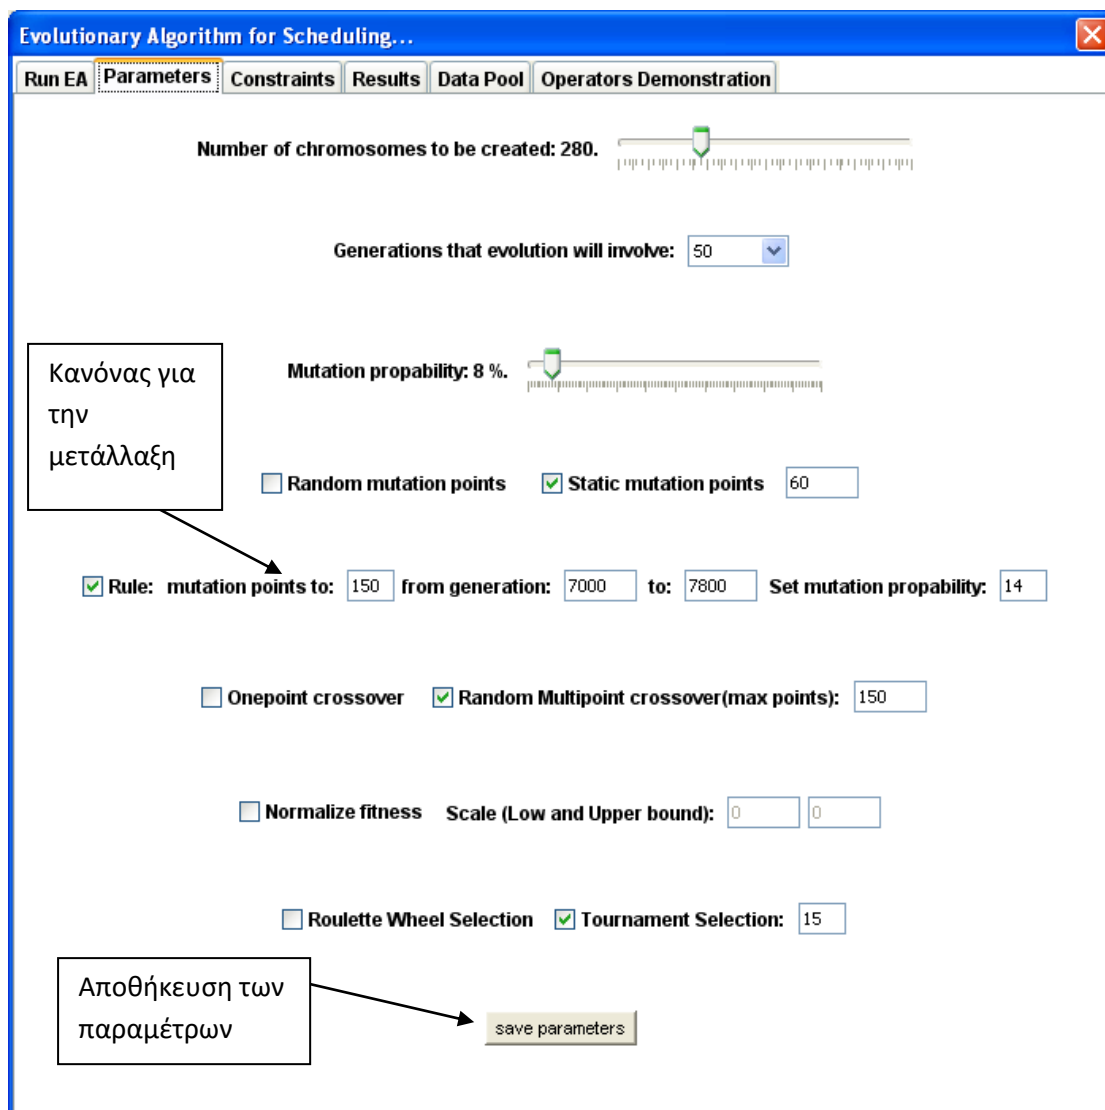 Evolutionary Algorithm for Scheduling...
Run EA Parameters Constraints Results Data Pool Operators Demonstration
Number of chromosomes to be created: 280.
Generations that evolution will involve: 50
Κανόνας για
την
μετάλλαξη
Mutation propability: 8 %.
Random mutation points Static mutation points 60
Rule: mutation points to: 150 from generation: 7000 to: 7800 Set mutation propability: 14
Onepoint crossover Random Multipoint crossover(max points): 150
Normalize fitness Scale (Low and Upper bound): 0 0
Roulette Wheel Selection Tournament Selection: 15
Αποθήκευση των
παραμέτρων
save parameters